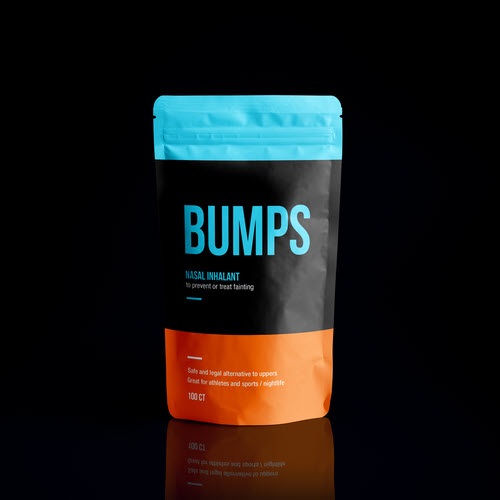 BUMPS
NASAL INHALANT
to prevent or treat fainting
Safe and legal alternative to uppers
Great for athletes and sports / nightlife
100 CT